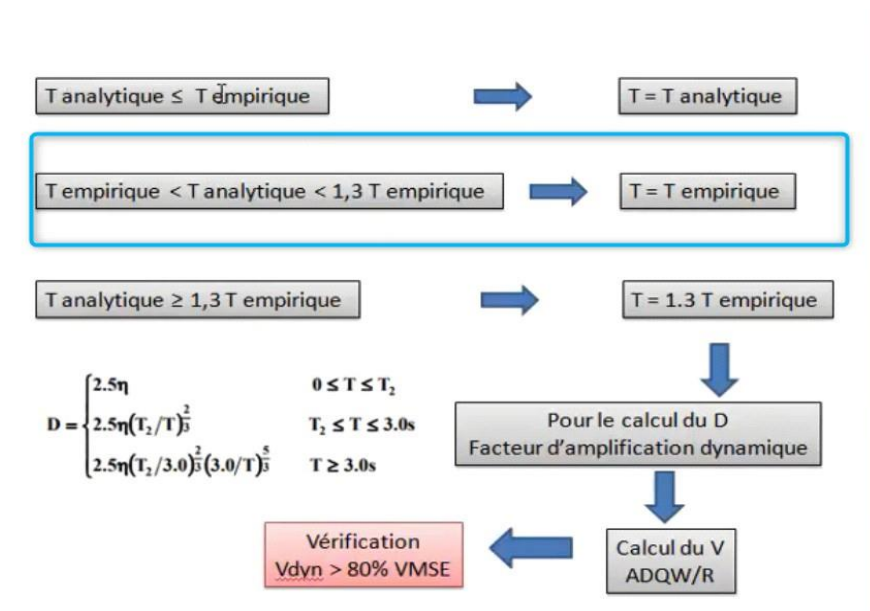 T analytique ≤ T empirique
T = T analytique
T empirique < T analytique < 1,3 T empirique
T = T empirique
T analytique ≥ 1,3 T empirique
T = 1.3 T empirique
D = {2.5η 0 ≤ T ≤ T₂
2.5η(T₂/T)^(2/3) T₂ ≤ T ≤ 3.0s
2.5η(T₂/3.0)^(2/3)(3.0/T)^(5/3) T ≥ 3.0s
Pour le calcul du D
Facteur d'amplification dynamique
Calcul du V
ADQW/R
Vérification
Vdyn > 80% VMSE